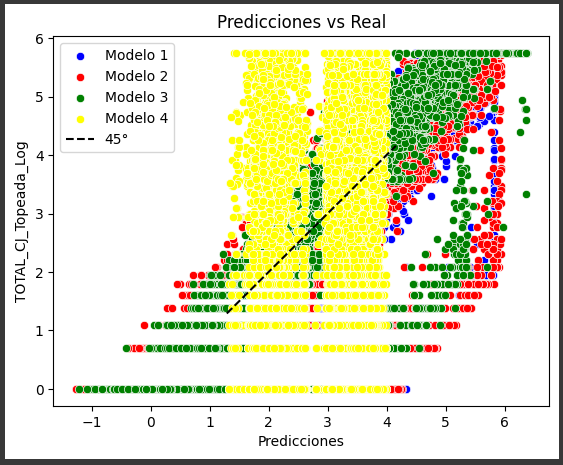 Predicciones vs Real
Modelo 1
Modelo 2
Modelo 3
Modelo 4
45°
TOTAL_CJ_Topeada_Log
6
5
4
3
2
1
0
−1 0 1 2 3 4 5 6
Predicciones